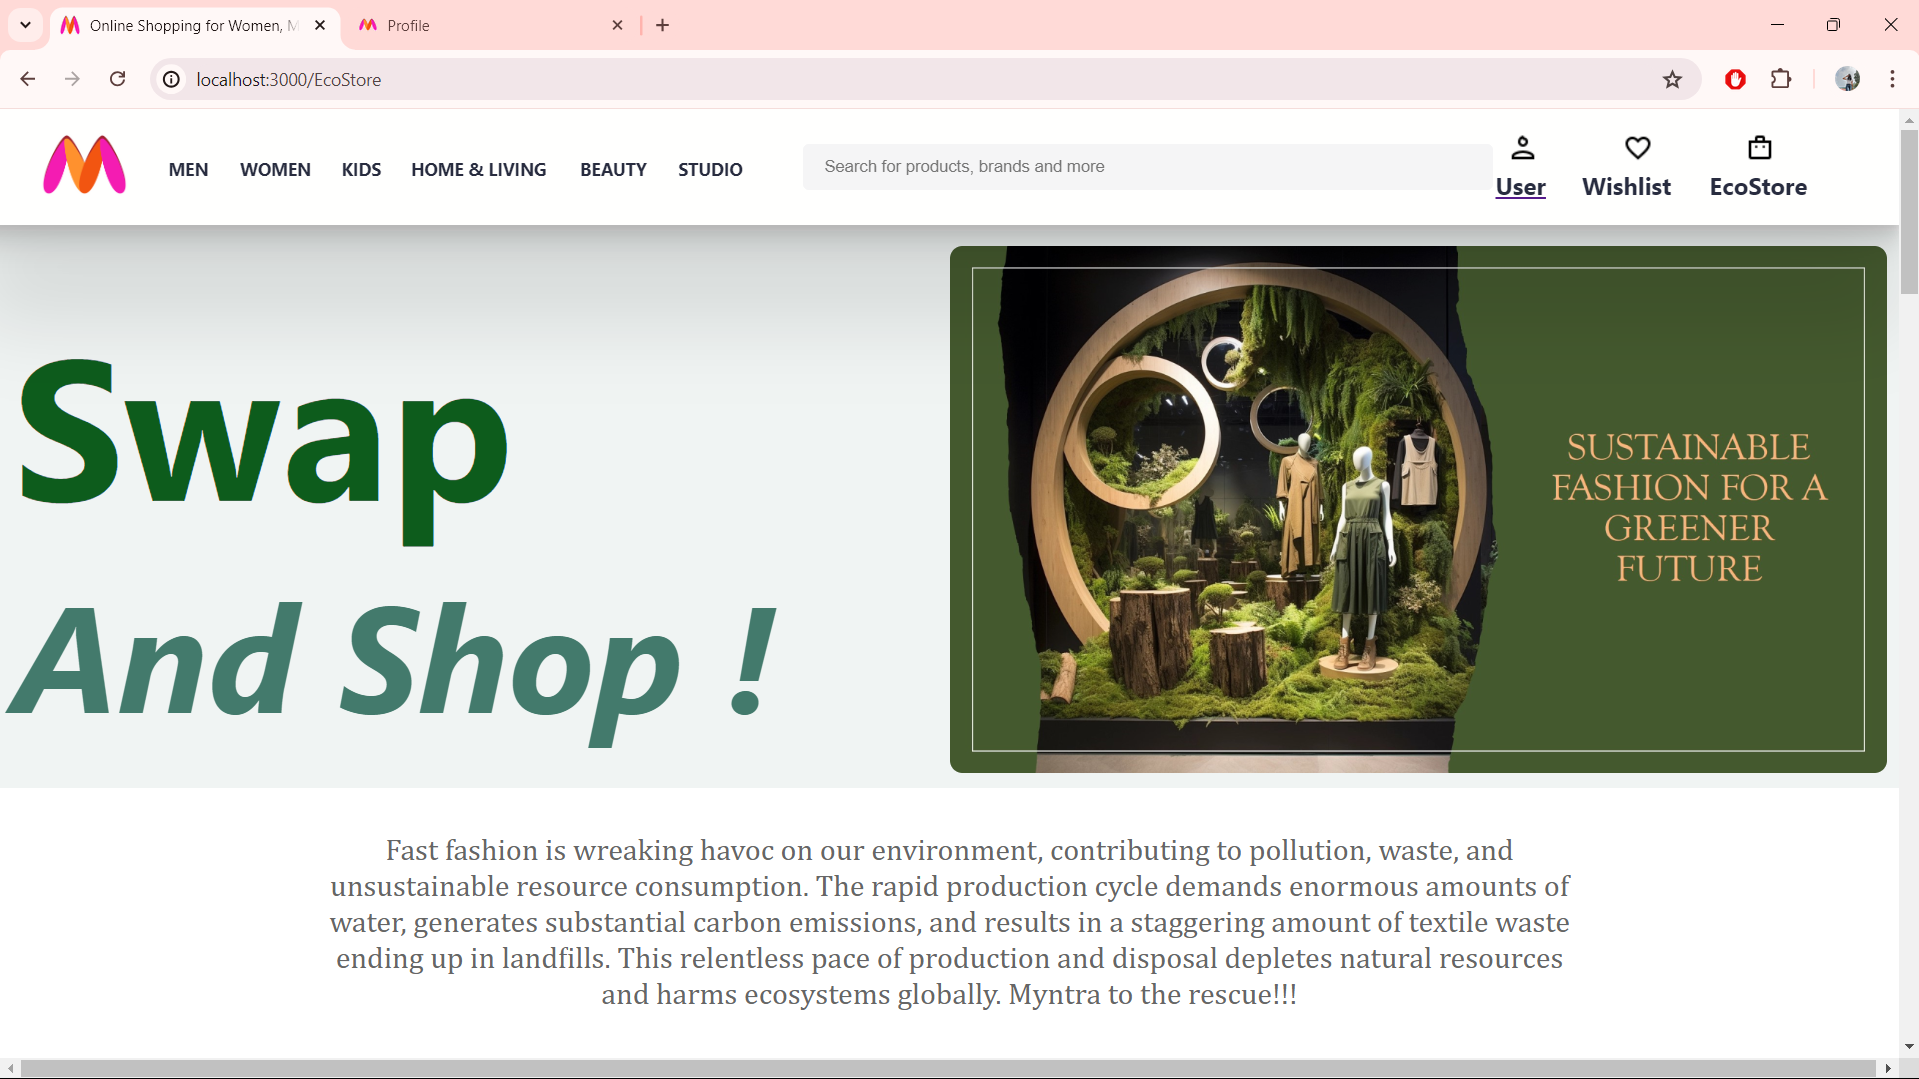 Online Shopping for Women, M
Profile
localhost:3000/EcoStore
MEN WOMEN KIDS HOME & LIVING BEAUTY STUDIO
Search for products, brands and more
User Wishlist EcoStore
Swap
And Shop !
SUSTAINABLE
FASHION FOR A
GREENER
FUTURE
Fast fashion is wreaking havoc on our environment, contributing to pollution, waste, and
unsustainable resource consumption. The rapid production cycle demands enormous amounts of
water, generates substantial carbon emissions, and results in a staggering amount of textile waste
ending up in landfills. This relentless pace of production and disposal depletes natural resources
and harms ecosystems globally. Myntra to the rescue!!!